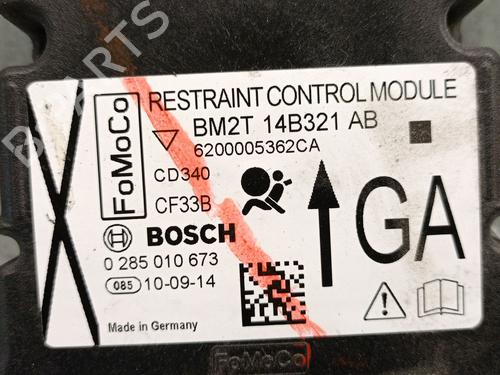 FoMoCo
RESTRAINT CONTROL MODULE
BM2T 14B321 AB
6200005362CA
CD340
CF33B
BOSCH
0 285 010 673
085 10-09-14
GA
Made in Germany
FoMoCo